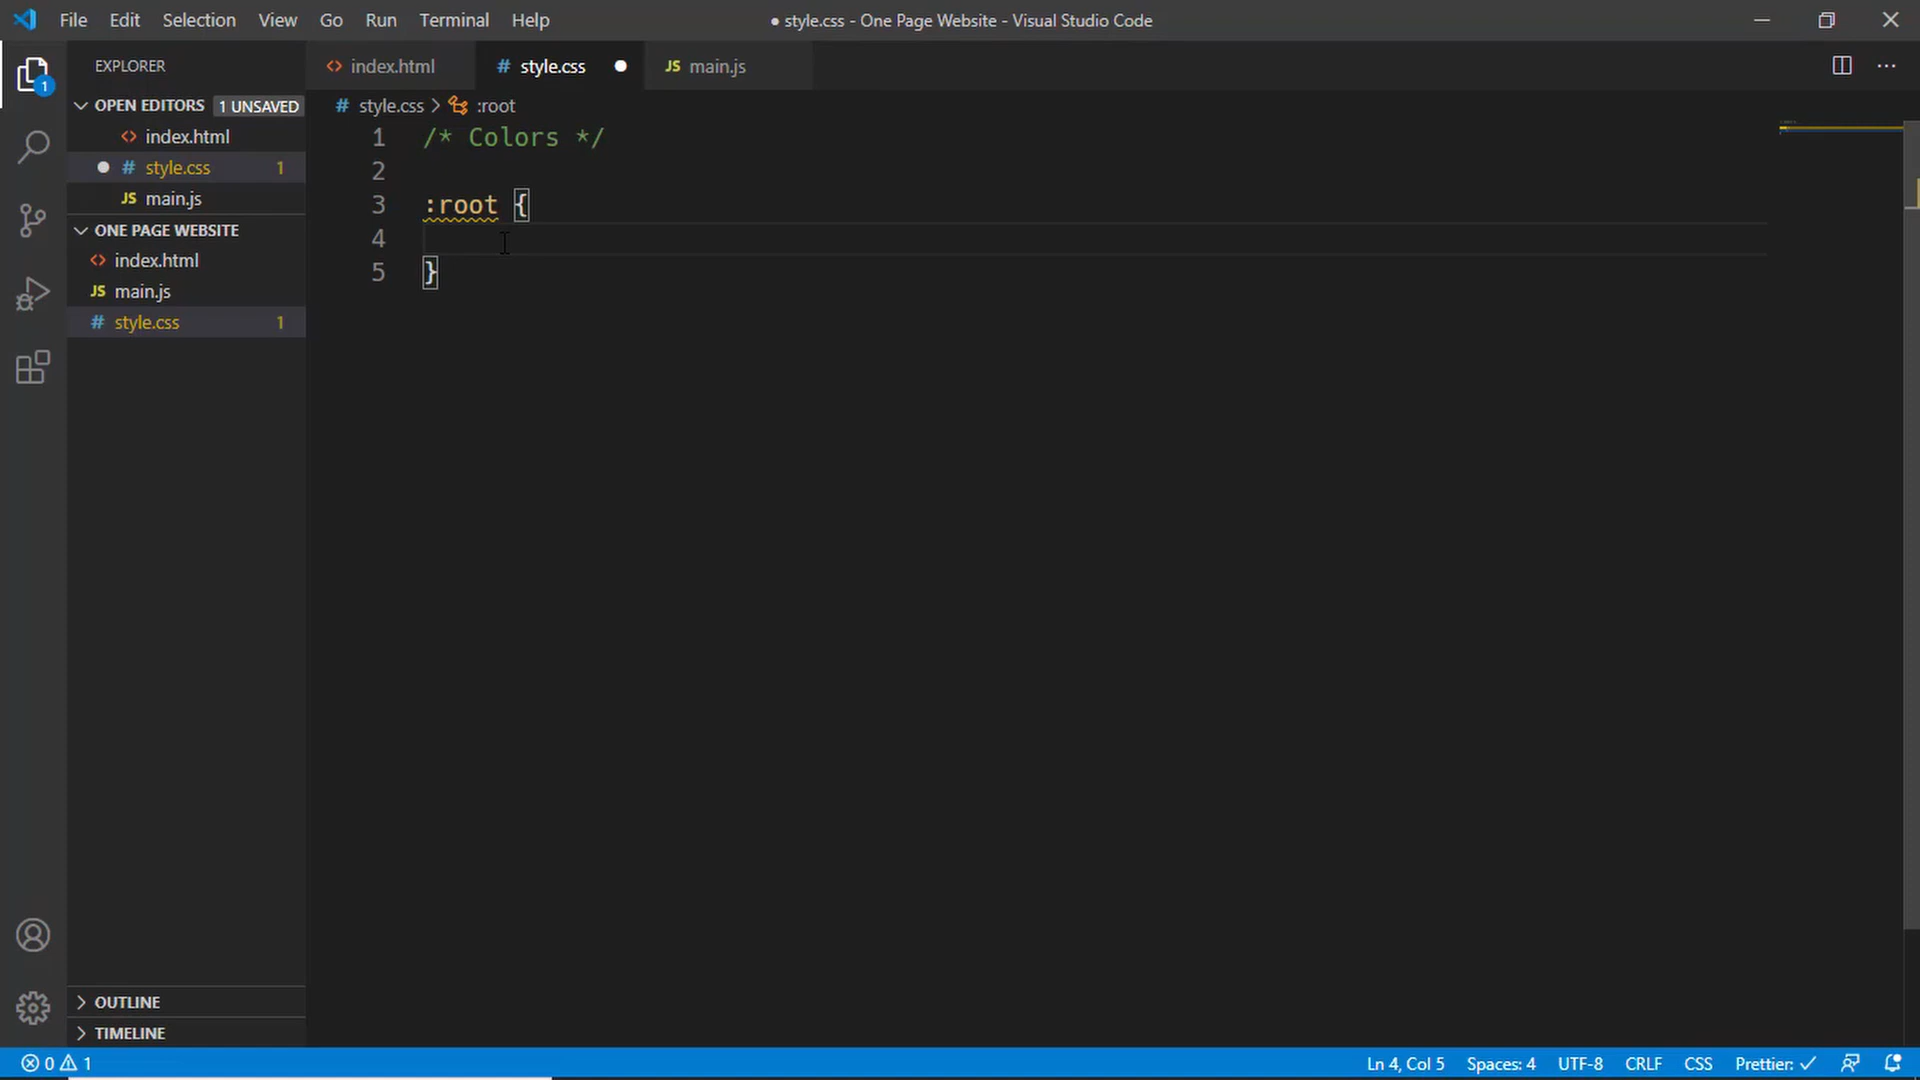 File Edit Selection View Go Run Terminal Help
● style.css - One Page Website - Visual Studio Code
EXPLORER
1
OPEN EDITORS 1 UNSAVED
index.html
# style.css 1
JS main.js
ONE PAGE WEBSITE
index.html
JS main.js
# style.css 1
OUTLINE
TIMELINE
index.html
# style.css
JS main.js
# style.css > :root
1 /* Colors */
2
3 :root {
4
5 }
0 1
Ln 4, Col 5 Spaces: 4 UTF-8 CRLF CSS Prettier: ✓